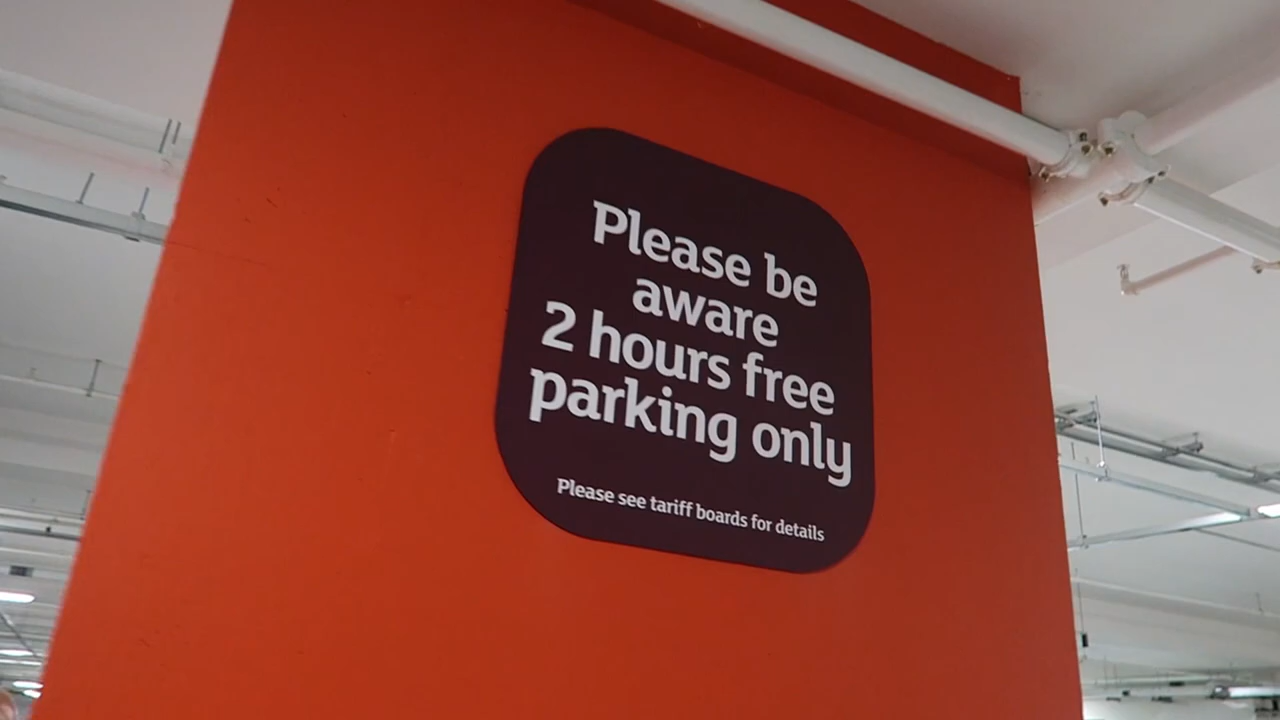 Please be
aware
2 hours free
parking only
Please see tariff boards for details